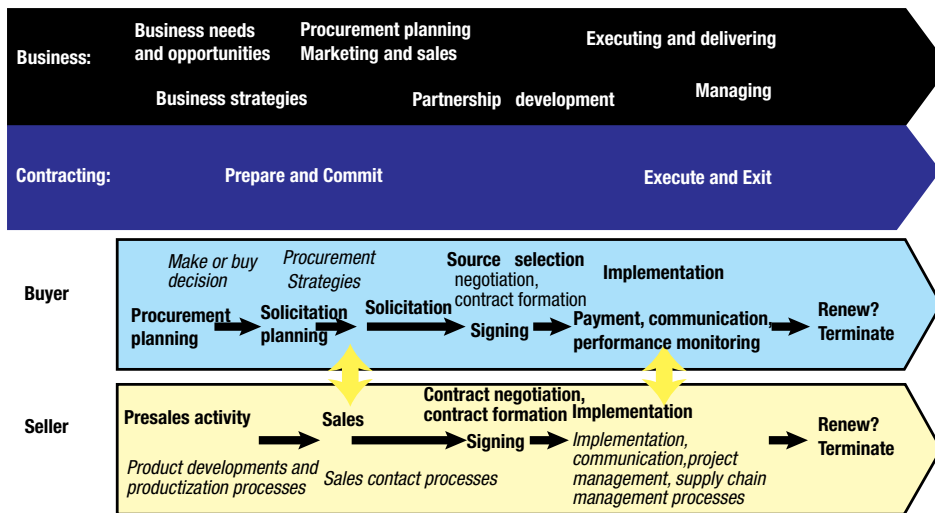 Business:
Business needs
and opportunities
Procurement planning
Marketing and sales
Executing and delivering
Business strategies
Partnership development
Managing
Contracting:
Prepare and Commit
Execute and Exit
Buyer
Make or buy
decision
Procurement
Strategies
Source selection
negotiation,
contract formation
Implementation
Procurement
planning
Solicitation
planning
Solicitation
Signing
Payment, communication,
performance monitoring
Renew?
Terminate
Seller
Presales activity
Product developments and
productization processes
Sales
Sales contact processes
Contract negotiation,
contract formation
Signing
Implementation
Implementation,
communication,project
management, supply chain
management processes
Renew?
Terminate